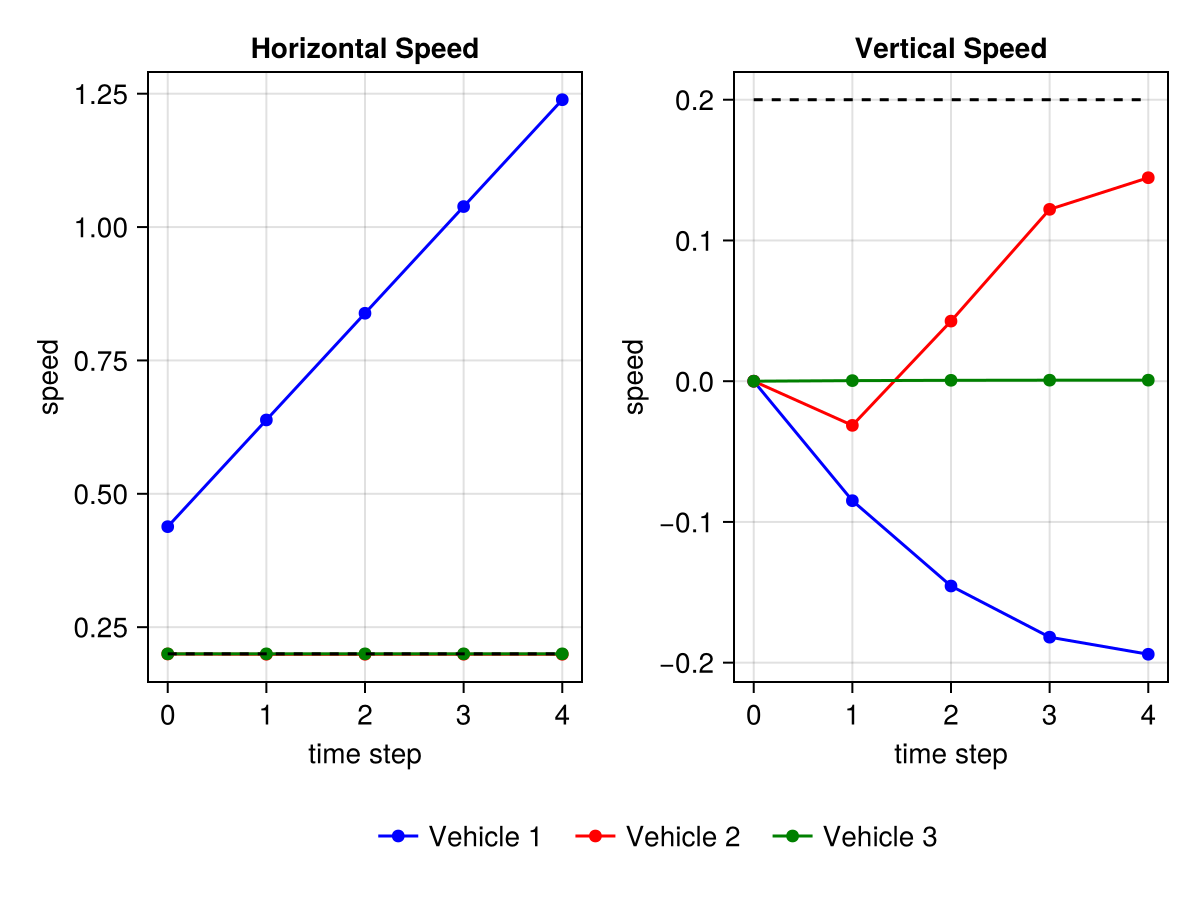 Horizontal Speed
speed
1.25
1.00
0.75
0.50
0.25
0 1 2 3 4
time step
Vertical Speed
speed
0.2
0.1
0.0
−0.1
−0.2
0 1 2 3 4
time step
Vehicle 1 Vehicle 2 Vehicle 3